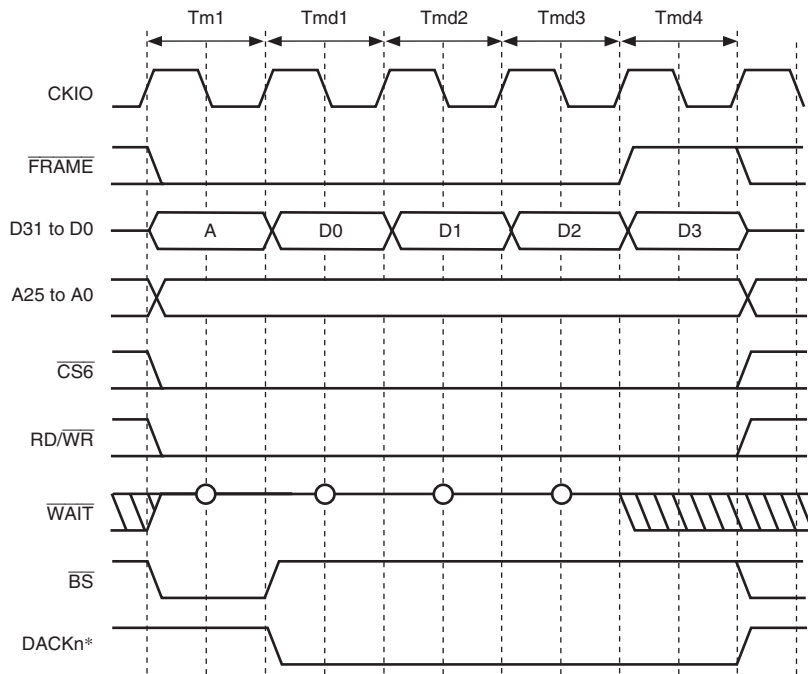 Tm1 Tmd1 Tmd2 Tmd3 Tmd4
CKIO
FRAME
D31 to D0 A D0 D1 D2 D3
A25 to A0
CS6
RD/WR
WAIT
BS
DACKn*